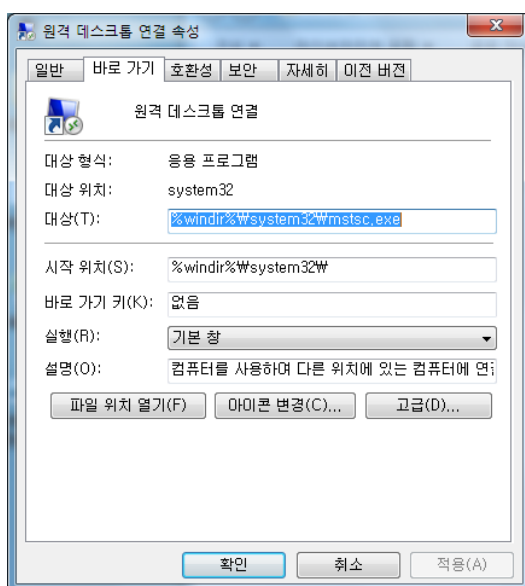 원격 데스크톱 연결 속성
일반 바로 가기 호환성 보안 자세히 이전 버전
원격 데스크톱 연결
대상 형식: 응용 프로그램
대상 위치: system32
대상(T): %windir%₩system32₩mstsc.exe
시작 위치(S): %windir%₩system32₩
바로 가기 키(K): 없음
실행(R): 기본 창
설명(O): 컴퓨터를 사용하여 다른 위치에 있는 컴퓨터에
파일 위치 열기(F) 아이콘 변경(C)... 고급(D)...
확인 취소 적용(A)